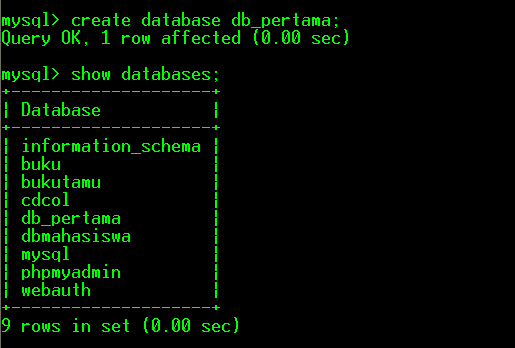 mysql> create database db_pertama;
Query OK, 1 row affected (0.00 sec)
mysql> show databases;
+--------------------+
| Database           |
+--------------------+
| information_schema |
| buku               |
| bukutamu           |
| cdcol              |
| db_pertama         |
| dbmahasiswa        |
| mysql              |
| phpmyadmin         |
| webauth            |
+--------------------+
9 rows in set (0.00 sec)